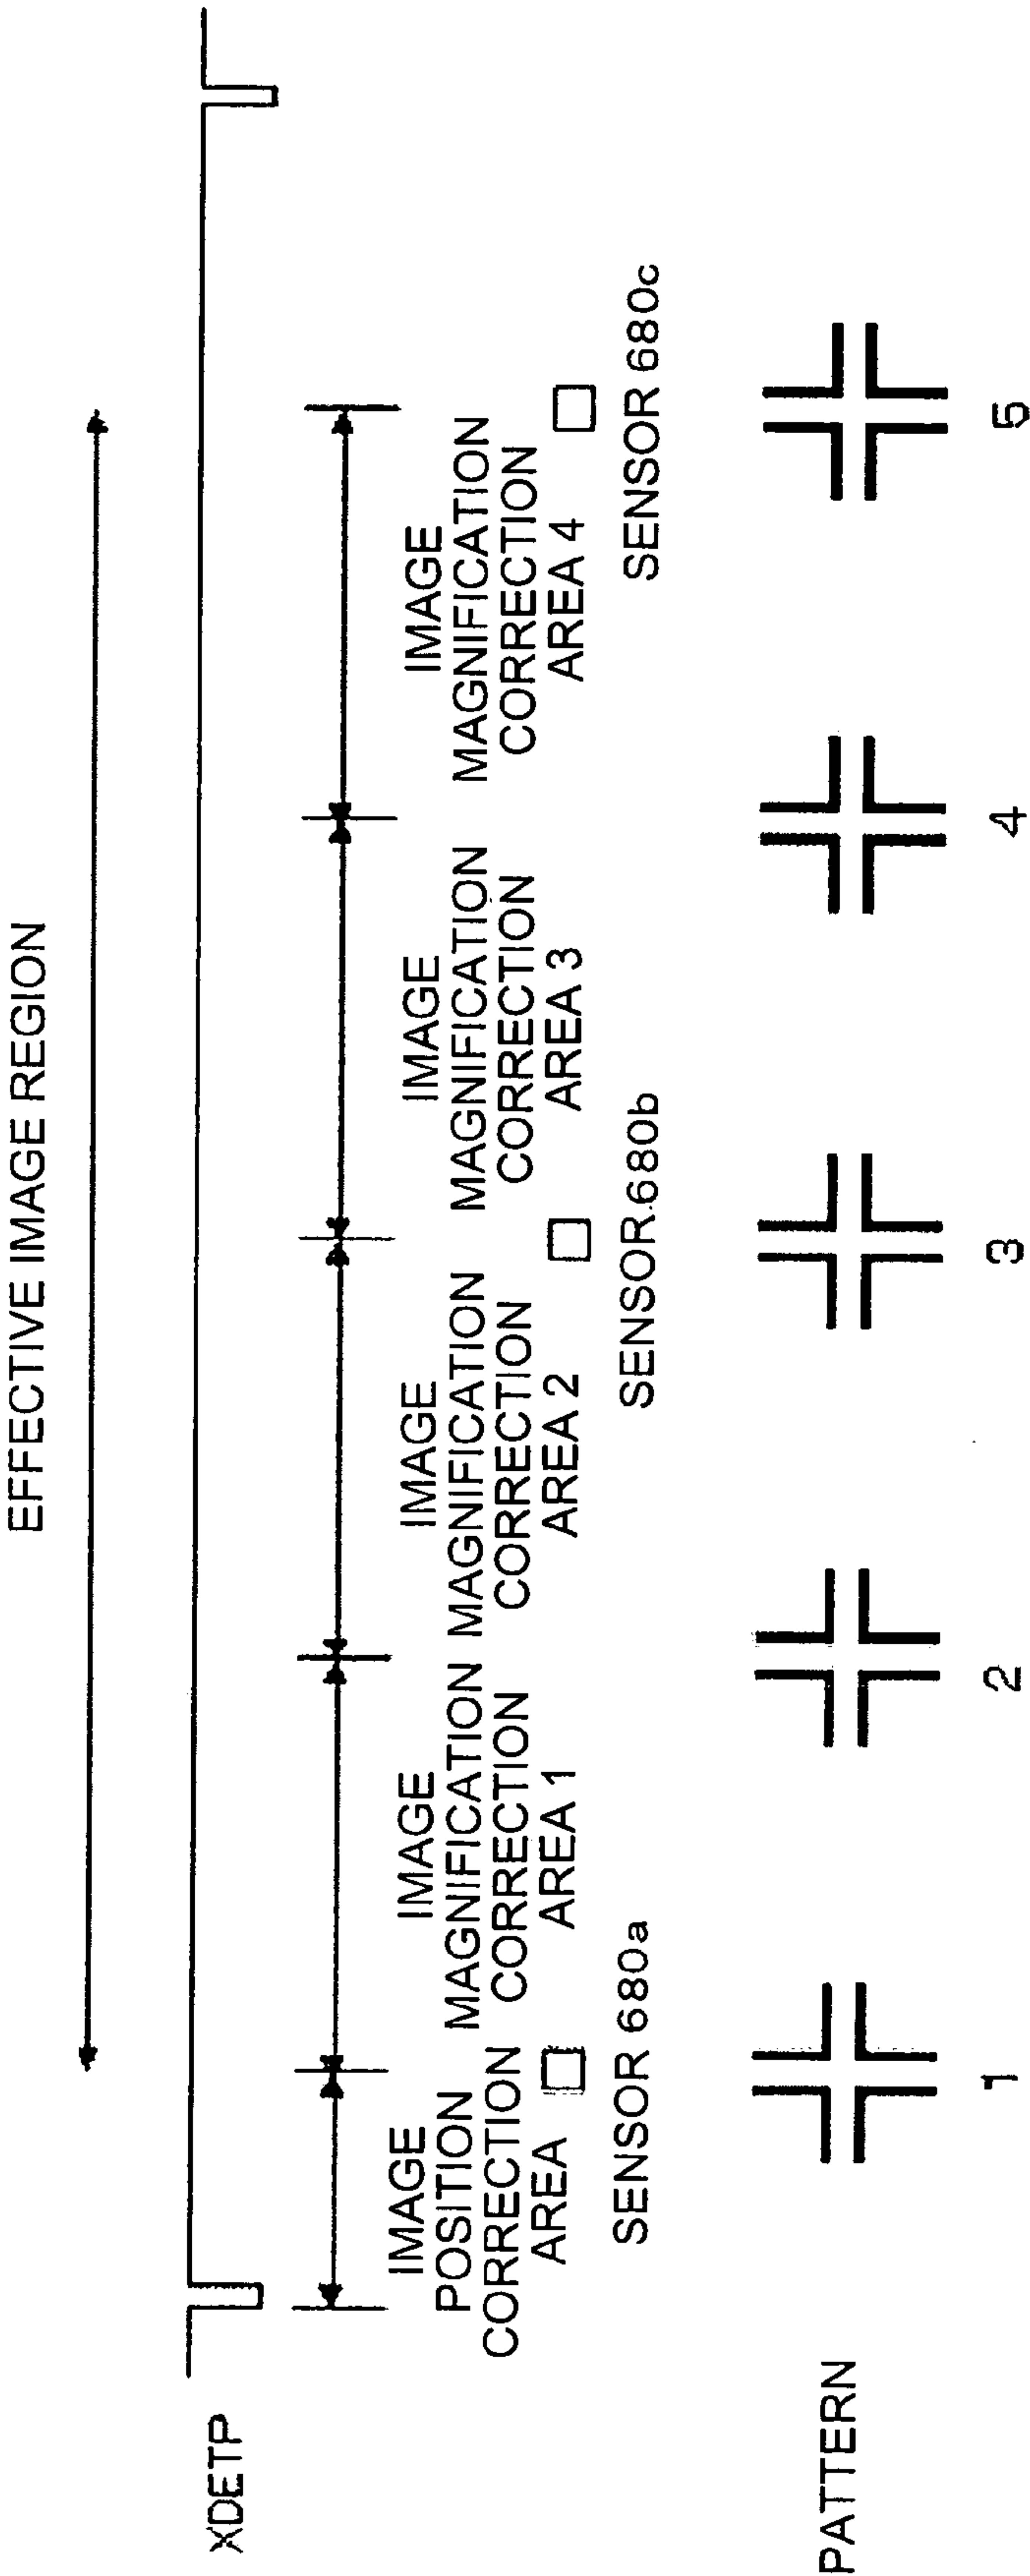 EFFECTIVE IMAGE REGION
XDETP
IMAGE
POSITION
CORRECTION
AREA
IMAGE
MAGNIFICATION
CORRECTION
AREA 1
IMAGE
MAGNIFICATION
CORRECTION
AREA 2
IMAGE
MAGNIFICATION
CORRECTION
AREA 3
IMAGE
MAGNIFICATION
CORRECTION
AREA 4
SENSOR 680a
SENSOR 680b
SENSOR 680c
PATTERN
1
2
3
4
5